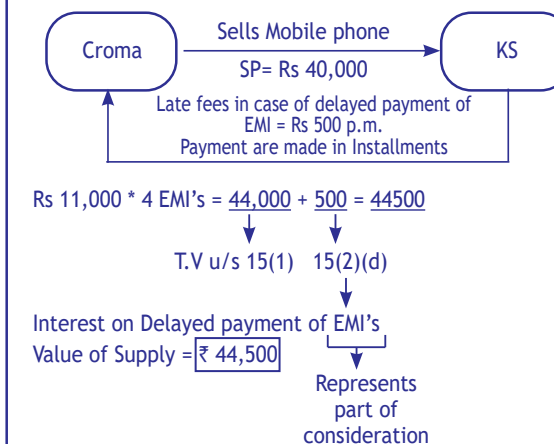 Sells Mobile phone
Croma
KS
SP= Rs 40,000
Late fees in case of delayed payment of
EMI = Rs 500 p.m.
Payment are made in Installments
Rs 11,000 * 4 EMI's = 44,000 + 500 = 44500
T.V u/s 15(1) 15(2)(d)
Interest on Delayed payment of EMI's
Value of Supply = ₹ 44,500
Represents
part of
consideration